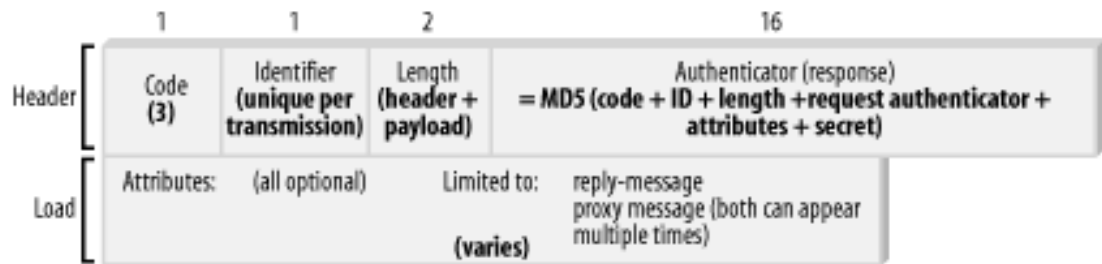 1 1 2 16
Header
Code
(3)
Identifier
(unique per
transmission)
Length
(header +
payload)
Authenticator (response)
= MD5 (code + ID + length +request authenticator +
attributes + secret)
Load
Attributes: (all optional) Limited to: reply-message
proxy message (both can appear
multiple times)
(varies)